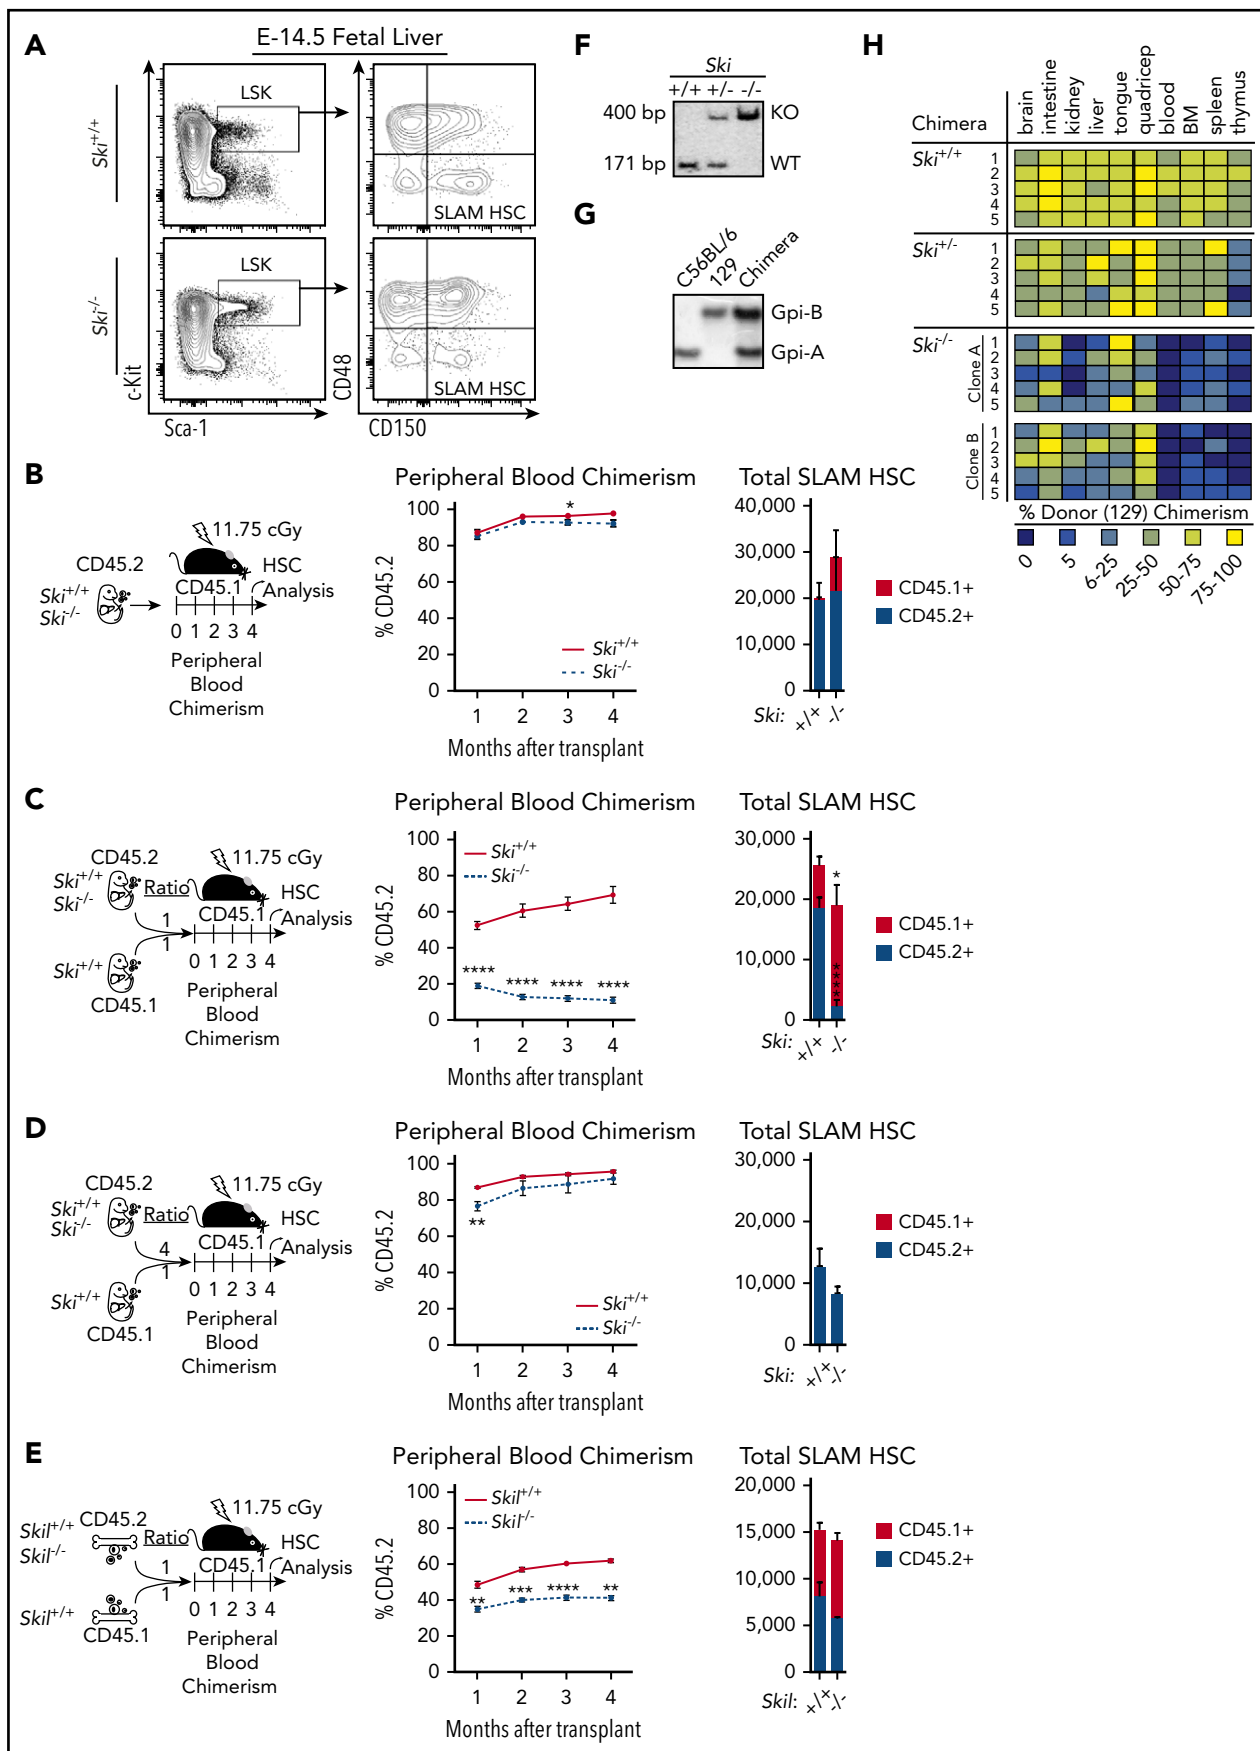 A
E-14.5 Fetal Liver
Ski+/+
LSK
SLAM HSC
Ski-/-
LSK
SLAM HSC
c-Kit
Sca-1
CD48
CD150
B
CD45.2
Ski+/+
Ski-/-
11.75 cGy
CD45.1
HSC
Analysis
0 1 2 3 4
Peripheral
Blood
Chimerism
Peripheral Blood Chimerism
% CD45.2
100
80
60
40
20
0
*
Ski+/+
Ski-/-
1 2 3 4
Months after transplant
Total SLAM HSC
40,000
30,000
20,000
10,000
0
Ski: +/+ -/-
CD45.1+
CD45.2+
C
CD45.2
Ski+/+
Ski-/-
Ratio
1
1
Ski+/+
CD45.1
11.75 cGy
CD45.1
HSC
Analysis
0 1 2 3 4
Peripheral
Blood
Chimerism
Peripheral Blood Chimerism
% CD45.2
100
80
60
40
20
0
Ski+/+
Ski-/-
**** **** **** ****
1 2 3 4
Months after transplant
Total SLAM HSC
30,000
20,000
10,000
0
*
****
Ski: +/+ -/-
CD45.1+
CD45.2+
D
CD45.2
Ski+/+
Ski-/-
Ratio
4
1
Ski+/+
CD45.1
11.75 cGy
CD45.1
HSC
Analysis
0 1 2 3 4
Peripheral
Blood
Chimerism
Peripheral Blood Chimerism
% CD45.2
100
80
60
40
20
0
**
Ski+/+
Ski-/-
1 2 3 4
Months after transplant
Total SLAM HSC
30,000
20,000
10,000
0
Ski: +/+ -/-
CD45.1+
CD45.2+
E
CD45.2
Skil+/+
Skil-/-
Ratio
1
1
Skil+/+
CD45.1
11.75 cGy
CD45.1
HSC
Analysis
0 1 2 3 4
Peripheral
Blood
Chimerism
Peripheral Blood Chimerism
% CD45.2
100
80
60
40
20
0
Skil+/+
Skil-/-
** *** **** **
1 2 3 4
Months after transplant
Total SLAM HSC
20,000
15,000
10,000
5,000
0
Skil: +/+ -/-
CD45.1+
CD45.2+
F
Ski
+/+ +/- -/-
400 bp KO
171 bp WT
G
C56BL/6
129
Chimera
Gpi-B
Gpi-A
H
Chimera
brain
intestine
kidney
liver
tongue
quadricep
blood
BM
spleen
thymus
Ski+/+
1
2
3
4
5
Ski+/-
1
2
3
4
5
Ski-/-
Clone A
1
2
3
4
5
Clone B
1
2
3
4
5
% Donor (129) Chimerism
0
5
6-25
25-50
50-75
75-100